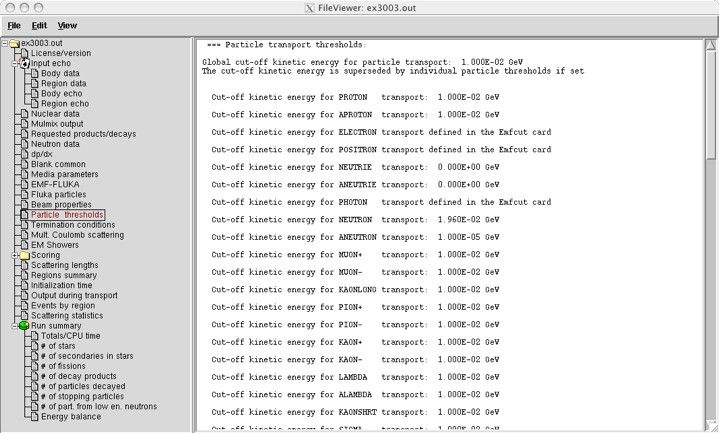 FileViewer: ex3003.out
File Edit View
ex3003.out
License/version
Input echo
Body data
Region data
Body echo
Region echo
Nuclear data
Mulmix output
Requested products/decays
Neutron data
dp/dx
Blank common
Media parameters
EMF-FLUKA
Fluka particles
Beam properties
Particle thresholds
Termination conditions
Mult. Coulomb scattering
EM Showers
Scoring
Scattering lengths
Regions summary
Initialization time
Output during transport
Events by region
Scattering statistics
Run summary
Totals/CPU time
# of stars
# of secondaries in stars
# of fissions
# of decay products
# of particles decayed
# of stopping particles
# of part. from low en. neutrons
Energy balance
=== Particle transport thresholds:
Global cut-off kinetic energy for particle transport: 1.000E-02 GeV
The cut-off kinetic energy is superseded by individual particle thresholds if set
Cut-off kinetic energy for PROTON transport: 1.000E-02 GeV
Cut-off kinetic energy for APROTON transport: 1.000E-02 GeV
Cut-off kinetic energy for ELECTRON transport defined in the Emfcut card
Cut-off kinetic energy for POSITRON transport defined in the Emfcut card
Cut-off kinetic energy for NEUTRIE transport: 0.000E+00 GeV
Cut-off kinetic energy for ANEUTRIE transport: 0.000E+00 GeV
Cut-off kinetic energy for PHOTON transport defined in the Emfcut card
Cut-off kinetic energy for NEUTRON transport: 1.960E-02 GeV
Cut-off kinetic energy for ANEUTRON transport: 1.000E-05 GeV
Cut-off kinetic energy for MUON+ transport: 1.000E-02 GeV
Cut-off kinetic energy for MUON- transport: 1.000E-02 GeV
Cut-off kinetic energy for KAONLONG transport: 1.000E-02 GeV
Cut-off kinetic energy for PION+ transport: 1.000E-02 GeV
Cut-off kinetic energy for PION- transport: 1.000E-02 GeV
Cut-off kinetic energy for KAON+ transport: 1.000E-02 GeV
Cut-off kinetic energy for KAON- transport: 1.000E-02 GeV
Cut-off kinetic energy for LAMBDA transport: 1.000E-02 GeV
Cut-off kinetic energy for ALAMBDA transport: 1.000E-02 GeV
Cut-off kinetic energy for KAONSHRT transport: 1.000E-02 GeV